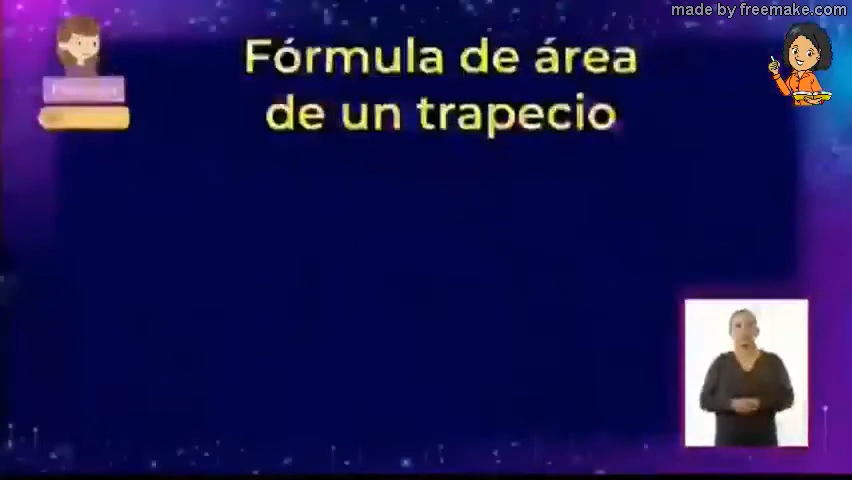 made by freemake.com
Fórmula de área
de un trapecio